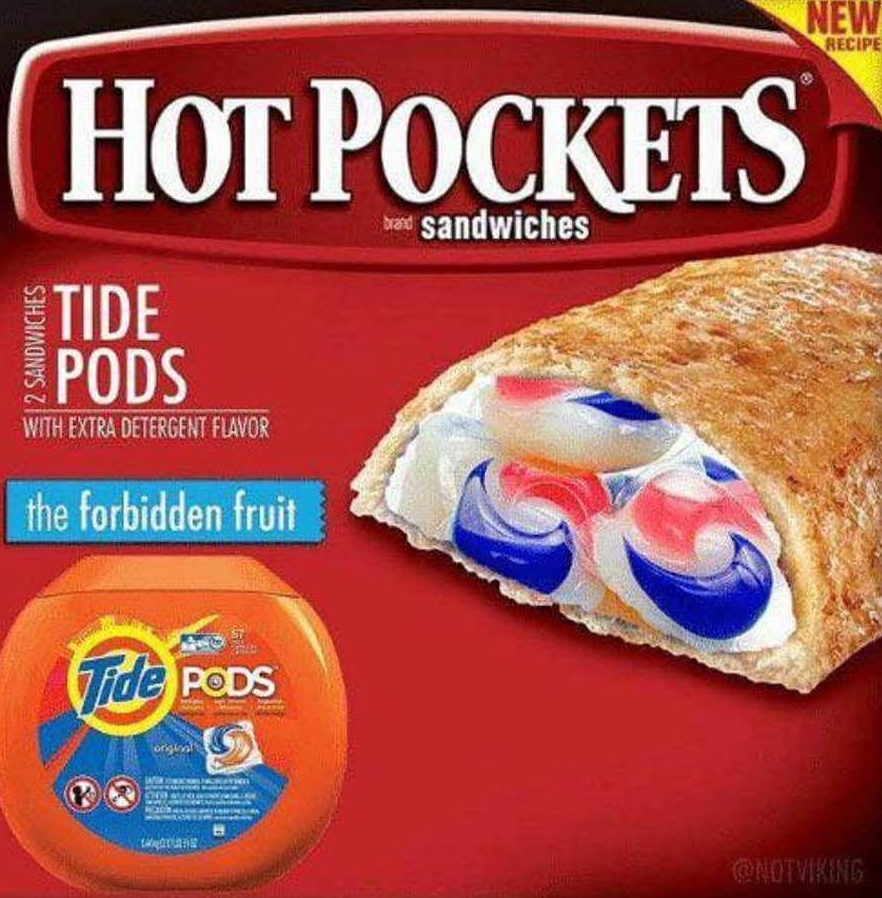 NEW
RECIPE
HOT POCKETS®
brand sandwiches
2 SANDWICHES
TIDE
PODS
WITH EXTRA DETERGENT FLAVOR
the forbidden fruit
57
Tide PODS
original
@NOTVIKING